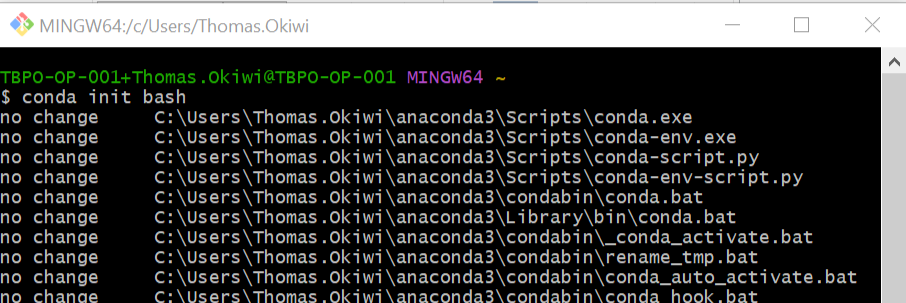 MINGW64:/c/Users/Thomas.Okiwi
TBPO-OP-001+Thomas.Okiwi@TBPO-OP-001 MINGW64 ~
$ conda init bash
no change     C:\Users\Thomas.Okiwi\anaconda3\Scripts\conda.exe
no change     C:\Users\Thomas.Okiwi\anaconda3\Scripts\conda-env.exe
no change     C:\Users\Thomas.Okiwi\anaconda3\Scripts\conda-script.py
no change     C:\Users\Thomas.Okiwi\anaconda3\Scripts\conda-env-script.py
no change     C:\Users\Thomas.Okiwi\anaconda3\condabin\conda.bat
no change     C:\Users\Thomas.Okiwi\anaconda3\Library\bin\conda.bat
no change     C:\Users\Thomas.Okiwi\anaconda3\condabin\_conda_activate.bat
no change     C:\Users\Thomas.Okiwi\anaconda3\condabin\rename_tmp.bat
no change     C:\Users\Thomas.Okiwi\anaconda3\condabin\conda_auto_activate.bat
no change     C:\Users\Thomas.Okiwi\anaconda3\condabin\conda_hook.bat